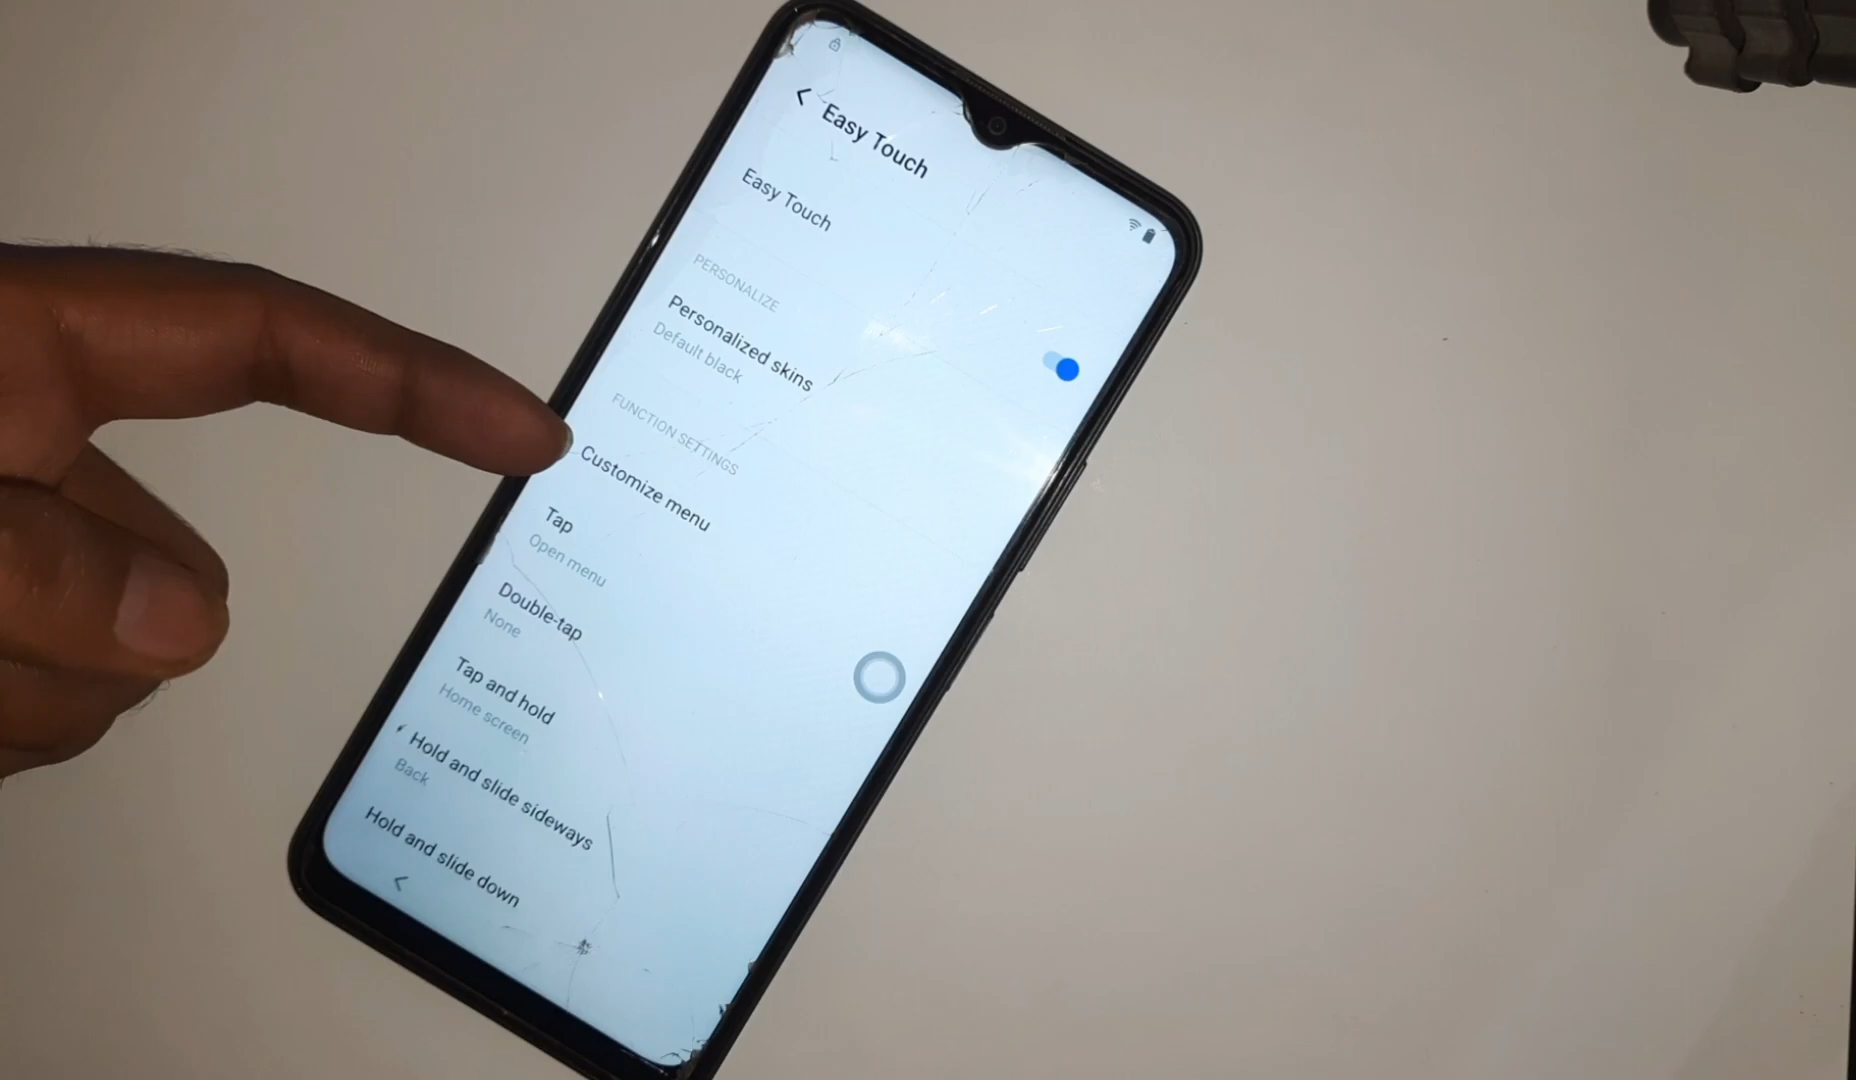 Easy Touch
Easy Touch
PERSONALIZE
Personalized skins
Default black
FUNCTION SETTINGS
Customize menu
Tap
Open menu
Double-tap
None
Tap and hold
Home screen
Hold and slide sideways
Back
Hold and slide down